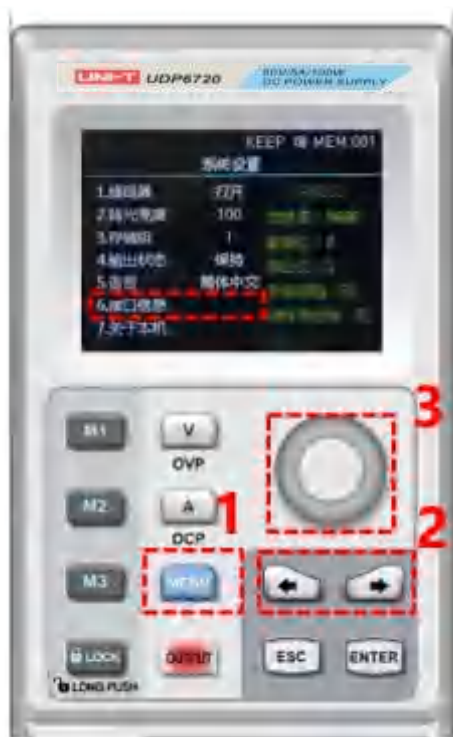 UNI-T UDP6720
60V/5A/100W
DC POWER SUPPLY
KEEP MEM:001
系统设置
1.蜂鸣器 打开
2.背光亮度 100
3.存储组 1
4.输出状态 保持
5.语言 简体中文
6.接口信息
7.关于本机
3
M1 V
OVP
M2 A 1 2
OCP
M3 MENU
LOCK OUTPUT ESC ENTER
LONG PUSH